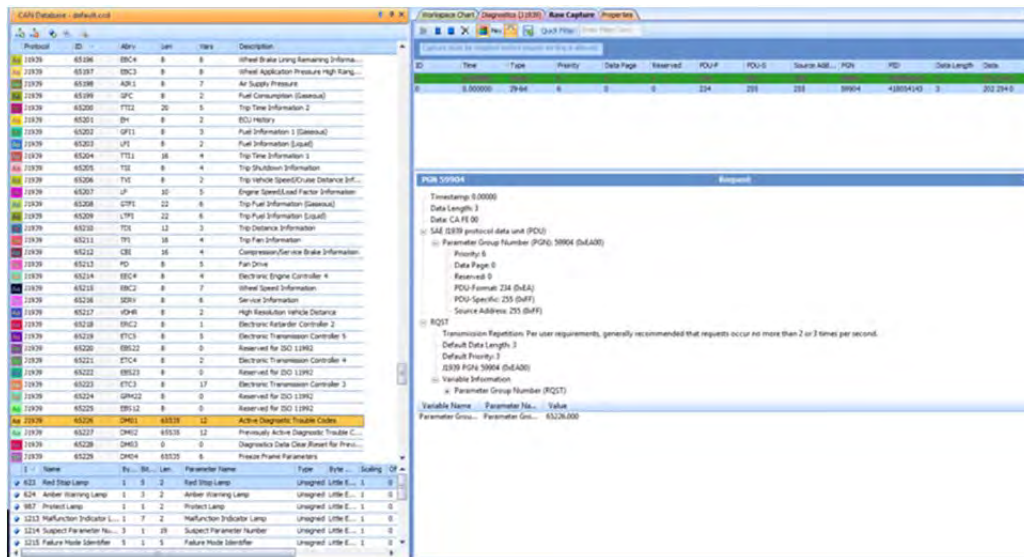 CAN Database - default.ccd
Protocol ID Abrv Len Vars Description
J1939 65196 EBC4 8 8 Wheel Brake Lining Remaining Informa...
J1939 65197 EBC3 8 8 Wheel Application Pressure High Rang...
J1939 65198 AIR1 8 7 Air Supply Pressure
J1939 65199 GFC 8 2 Fuel Consumption (Gaseous)
J1939 65200 TTI2 20 5 Trip Time Information 2
J1939 65201 EH 8 2 ECU History
J1939 65202 GFI1 8 3 Fuel Information 1 (Gaseous)
J1939 65203 LFI 8 2 Fuel Information (Liquid)
J1939 65204 TTI1 16 4 Trip Time Information 1
J1939 65205 TSI 8 4 Trip Shutdown Information
J1939 65206 TVI 8 2 Trip Vehicle Speed/Cruise Distance Inf...
J1939 65207 LF 10 5 Engine Speed/Load Factor Information
J1939 65208 GTFI 22 6 Trip Fuel Information (Gaseous)
J1939 65209 LTFI 22 6 Trip Fuel Information (Liquid)
J1939 65210 TDI 12 3 Trip Distance Information
J1939 65211 TFI 16 4 Trip Fan Information
J1939 65212 CBI 16 4 Compression/Service Brake Information
J1939 65213 FD 8 5 Fan Drive
J1939 65214 EEC4 8 4 Electronic Engine Controller 4
J1939 65215 EBC2 8 7 Wheel Speed Information
J1939 65216 SERV 8 6 Service Information
J1939 65217 VDHR 8 2 High Resolution Vehicle Distance
J1939 65218 ERC2 8 1 Electronic Retarder Controller 2
J1939 65219 ETC5 8 5 Electronic Transmission Controller 5
J1939 65220 EBS22 8 0 Reserved for ISO 11992
J1939 65221 ETC4 8 2 Electronic Transmission Controller 4
J1939 65222 EBS23 8 0 Reserved for ISO 11992
J1939 65223 ETC3 8 17 Electronic Transmission Controller 3
J1939 65224 GPM22 8 0 Reserved for ISO 11992
J1939 65225 EBS12 8 0 Reserved for ISO 11992
J1939 65226 DM01 65535 12 Active Diagnostic Trouble Codes
J1939 65227 DM02 65535 12 Previously Active Diagnostic Trouble C...
J1939 65228 DM03 0 0 Diagnostics Data Clear/Reset for Previ...
J1939 65229 DM04 65535 6 Freeze Frame Parameters
Name By... Bit... Len Parameter Name Type Byte ... Scaling Of
623 Red Stop Lamp 1 5 2 Red Stop Lamp Unsigned Little E... 1 0
624 Amber Warning Lamp 1 3 2 Amber Warning Lamp Unsigned Little E... 1 0
987 Protect Lamp 1 1 2 Protect Lamp Unsigned Little E... 1 0
1213 Malfunction Indicator L... 1 7 2 Malfunction Indicator Lamp Unsigned Little E... 1 0
1214 Suspect Parameter Nu... 3 1 19 Suspect Parameter Number Unsigned Little E... 1 0
1215 Failure Mode Identifier 5 1 5 Failure Mode Identifier Unsigned Little E... 1 0
Workspace Chart Diagnostics (J1939) Raw Capture Properties
Quick Filter:
ID Time Type Priority Data Page Reserved PDU-F PDU-S Source Add... PGN PID Data Length Data
0 0.000000 29-bit 6 0 0 234 255 255 59904 418054143 3 202 254 0
PGN 59904 Request
Timestamp: 0.00000
Data Length: 3
Data: CA FE 00
SAE J1939 protocol data unit (PDU)
Parameter Group Number (PGN): 59904 (0xEA00)
Priority: 6
Data Page: 0
Reserved: 0
PDU-Format: 234 (0xEA)
PDU-Specific: 255 (0xFF)
Source Address: 255 (0xFF)
RQST
Transmission Repetition: Per user requirements, generally recommended that requests occur no more than 2 or 3 times per second.
Default Data Length: 3
Default Priority: 3
J1939 PGN: 59904 (0xEA00)
Variable Information
Parameter Group Number (RQST)
Variable Name Parameter Na... Value
Parameter Grou... Parameter Gro... 65226.000